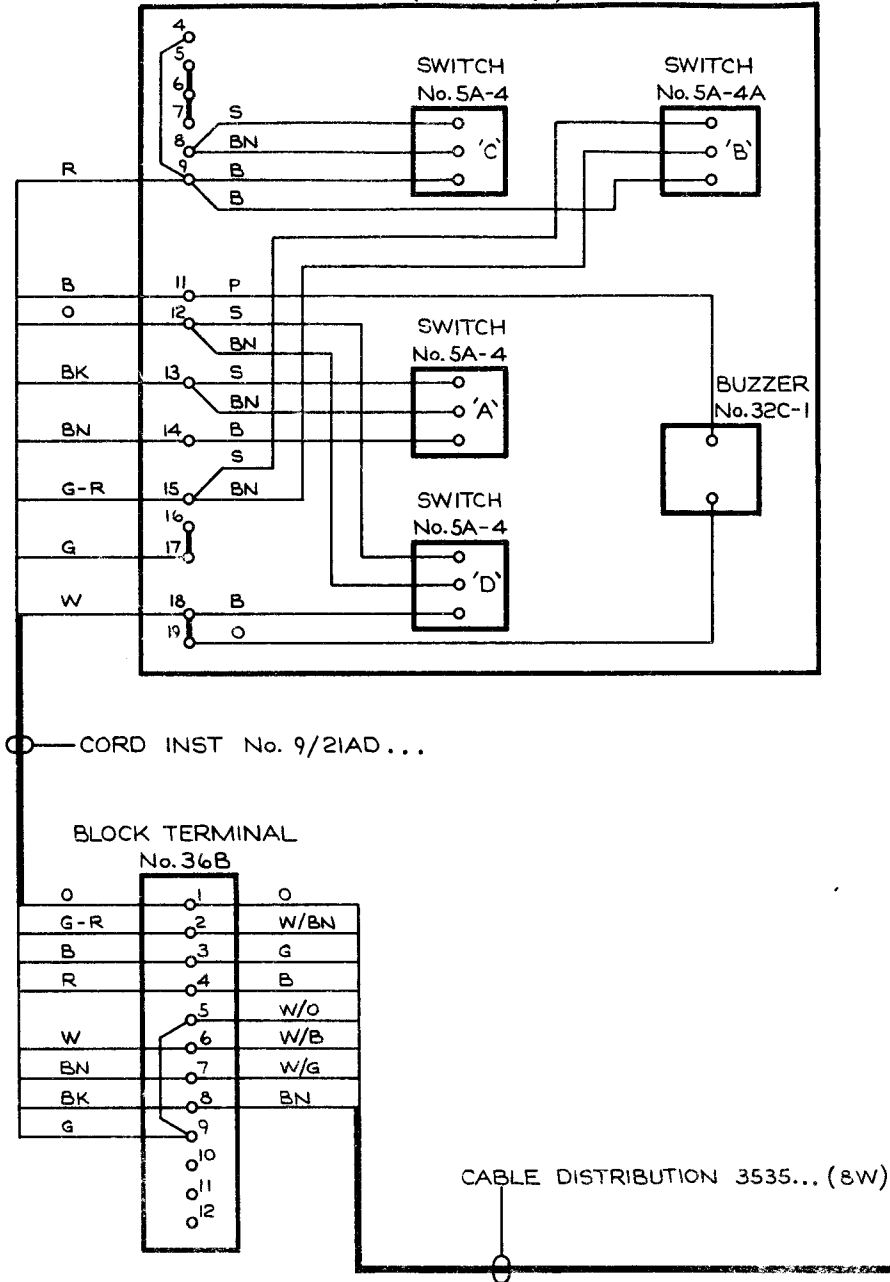 4
5
SWITCH SWITCH
6 No. 5A-4 No. 5A-4A
7 S
8 BN 'C' 'B'
R 9 B
B
B 11 P
O 12 S
SWITCH
BN No. 5A-4
BK 13 S
BUZZER
BN 'A' No. 32C-1
BN 14 B
S
G-R 15 BN SWITCH
16 No. 5A-4
G 17
'D'
W 18 B
19 O
CORD INST No. 9/21AD...
BLOCK TERMINAL
No. 36B
O 1 O
G-R 2 W/BN
B 3 G
R 4 B
5 W/O
W 6 W/B
BN 7 W/G
BK 8 BN
G 9
10
11
12
CABLE DISTRIBUTION 3535... (8W)